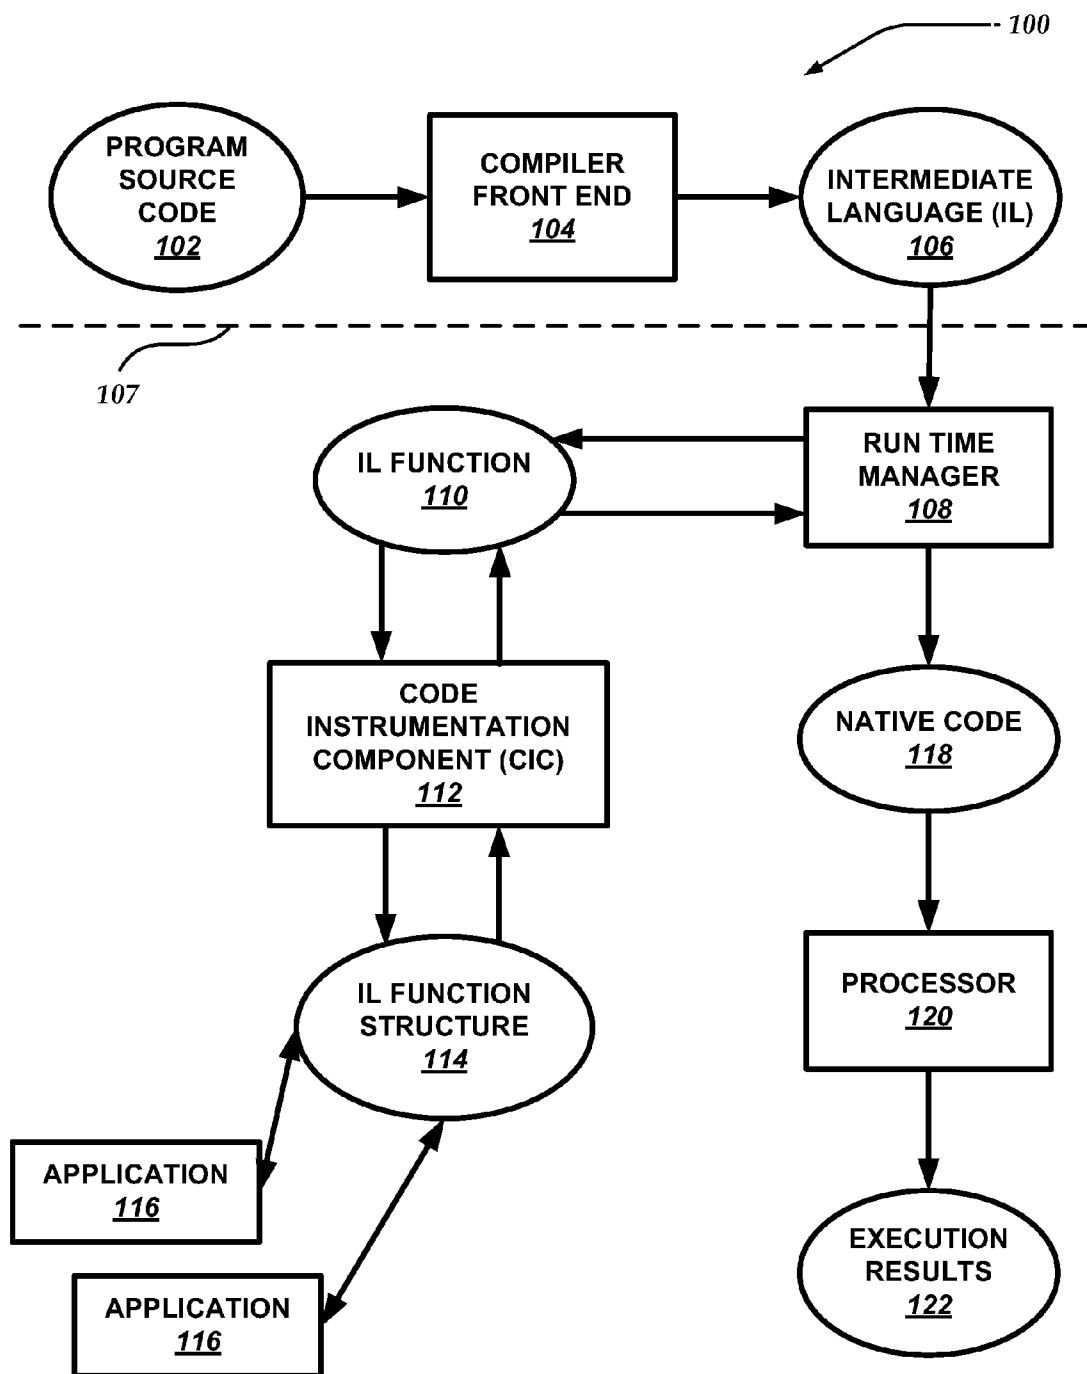 100
PROGRAM
SOURCE
CODE
102
COMPILER
FRONT END
104
INTERMEDIATE
LANGUAGE (IL)
106
107
IL FUNCTION
110
RUN TIME
MANAGER
108
CODE
INSTRUMENTATION
COMPONENT (CIC)
112
NATIVE CODE
118
IL FUNCTION
STRUCTURE
114
PROCESSOR
120
APPLICATION
116
APPLICATION
116
EXECUTION
RESULTS
122